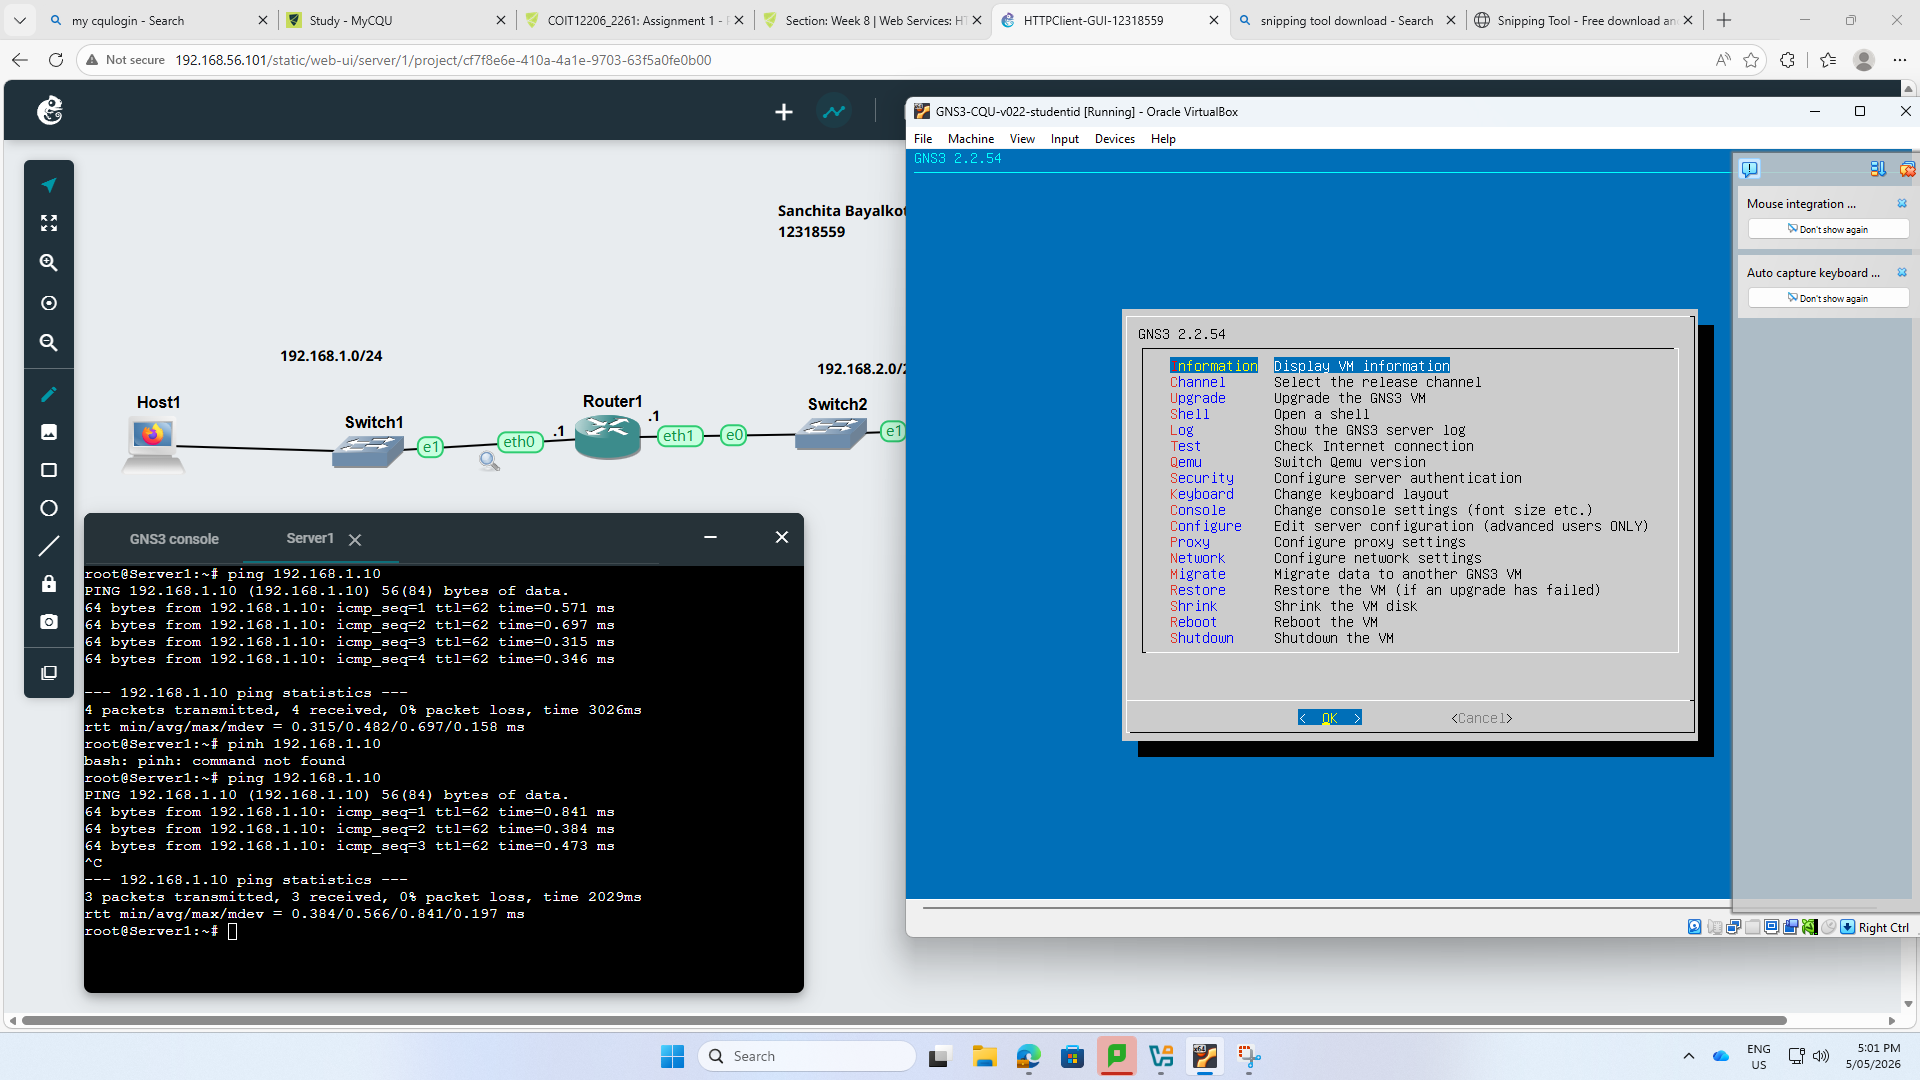 my cqulogin - Search
Study - MyCQU
COIT12206_2261: Assignment 1 - F
Section: Week 8 | Web Services: HT
HTTPClient-GUI-12318559
snipping tool download - Search
Snipping Tool - Free download an
Not secure
192.168.56.101/static/web-ui/server/1/project/cf7f8e6e-410a-4a1e-9703-63f5a0fe0b00
Sanchita Bayalkot
12318559
192.168.1.0/24
192.168.2.0/2
Host1
Switch1
Router1
Switch2
e1
eth0
.1
.1
eth1
e0
e1
GNS3 console
Server1
root@Server1:~# ping 192.168.1.10
PING 192.168.1.10 (192.168.1.10) 56(84) bytes of data.
64 bytes from 192.168.1.10: icmp_seq=1 ttl=62 time=0.571 ms
64 bytes from 192.168.1.10: icmp_seq=2 ttl=62 time=0.697 ms
64 bytes from 192.168.1.10: icmp_seq=3 ttl=62 time=0.315 ms
64 bytes from 192.168.1.10: icmp_seq=4 ttl=62 time=0.346 ms
--- 192.168.1.10 ping statistics ---
4 packets transmitted, 4 received, 0% packet loss, time 3026ms
rtt min/avg/max/mdev = 0.315/0.482/0.697/0.158 ms
root@Server1:~# pinh 192.168.1.10
bash: pinh: command not found
root@Server1:~# ping 192.168.1.10
PING 192.168.1.10 (192.168.1.10) 56(84) bytes of data.
64 bytes from 192.168.1.10: icmp_seq=1 ttl=62 time=0.841 ms
64 bytes from 192.168.1.10: icmp_seq=2 ttl=62 time=0.384 ms
64 bytes from 192.168.1.10: icmp_seq=3 ttl=62 time=0.473 ms
^C
--- 192.168.1.10 ping statistics ---
3 packets transmitted, 3 received, 0% packet loss, time 2029ms
rtt min/avg/max/mdev = 0.384/0.566/0.841/0.197 ms
root@Server1:~#
GNS3-CQU-v022-studentid [Running] - Oracle VirtualBox
File Machine View Input Devices Help
GNS3 2.2.54
Mouse integration ...
Don't show again
Auto capture keyboard ...
Don't show again
GNS3 2.2.54
Information Display VM information
Channel Select the release channel
Upgrade Upgrade the GNS3 VM
Shell Open a shell
Log Show the GNS3 server log
Test Check Internet connection
Qemu Switch Qemu version
Security Configure server authentication
Keyboard Change keyboard layout
Console Change console settings (font size etc.)
Configure Edit server configuration (advanced users ONLY)
Proxy Configure proxy settings
Network Configure network settings
Migrate Migrate data to another GNS3 VM
Restore Restore the VM (if an upgrade has failed)
Shrink Shrink the VM disk
Reboot Reboot the VM
Shutdown Shutdown the VM
< OK > <Cancel>
Right Ctrl
Search
ENG
US
5:01 PM
5/05/2026